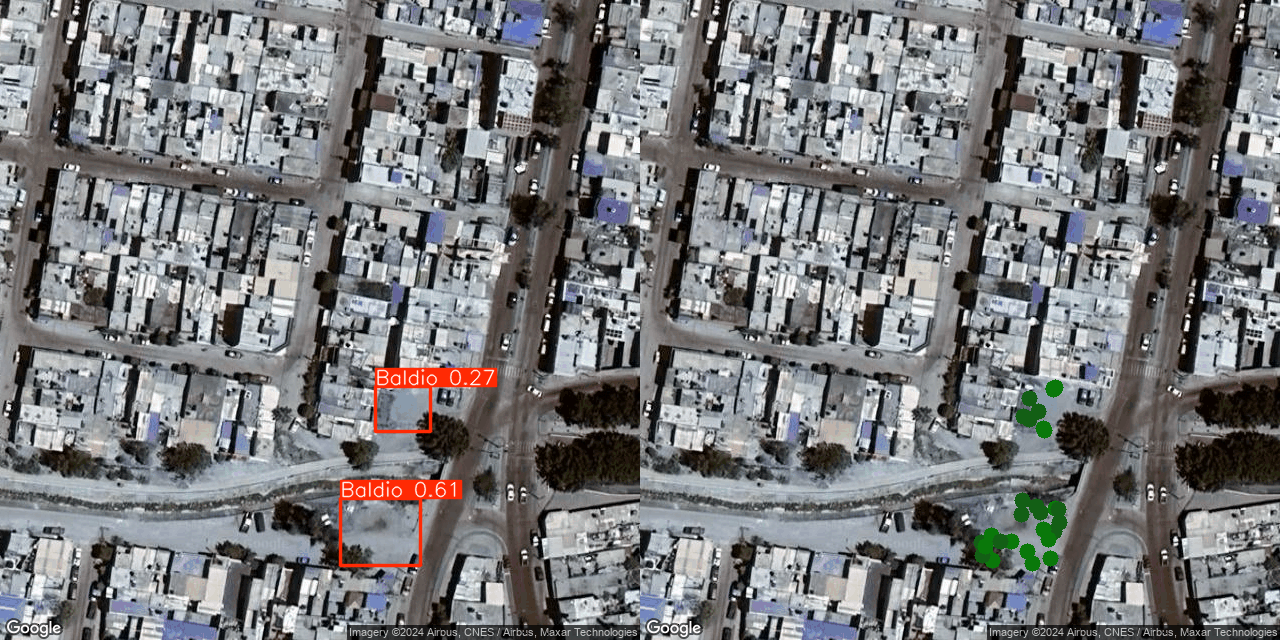 Baldio 0.27
Baldio 0.61
Google
Imagery ©2024 Airbus, CNES / Airbus, Maxar Technologies
Google
Imagery ©2024 Airbus, CNES / Airbus, Maxar Technologies